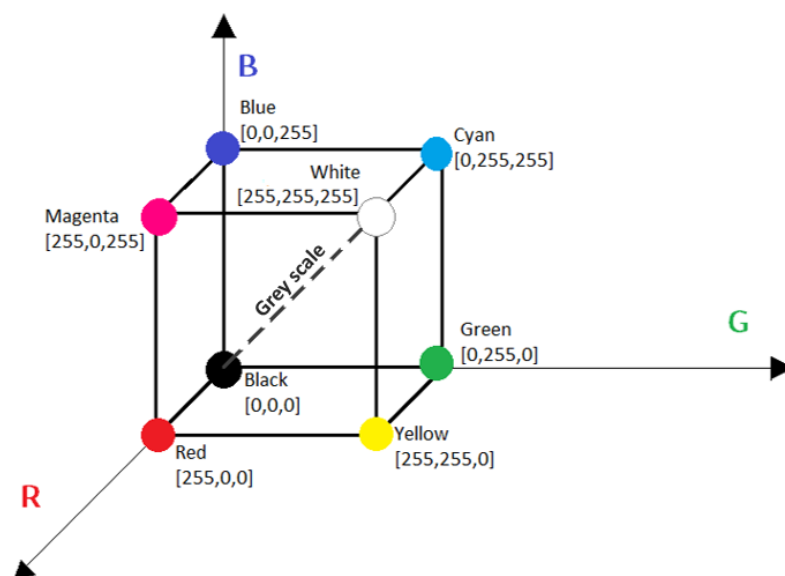 B
Blue
[0,0,255]
Cyan
[0,255,255]
White
[255,255,255]
Magenta
[255,0,255]
Grey scale
G
Green
[0,255,0]
Black
[0,0,0]
Yellow
[255,255,0]
Red
[255,0,0]
R